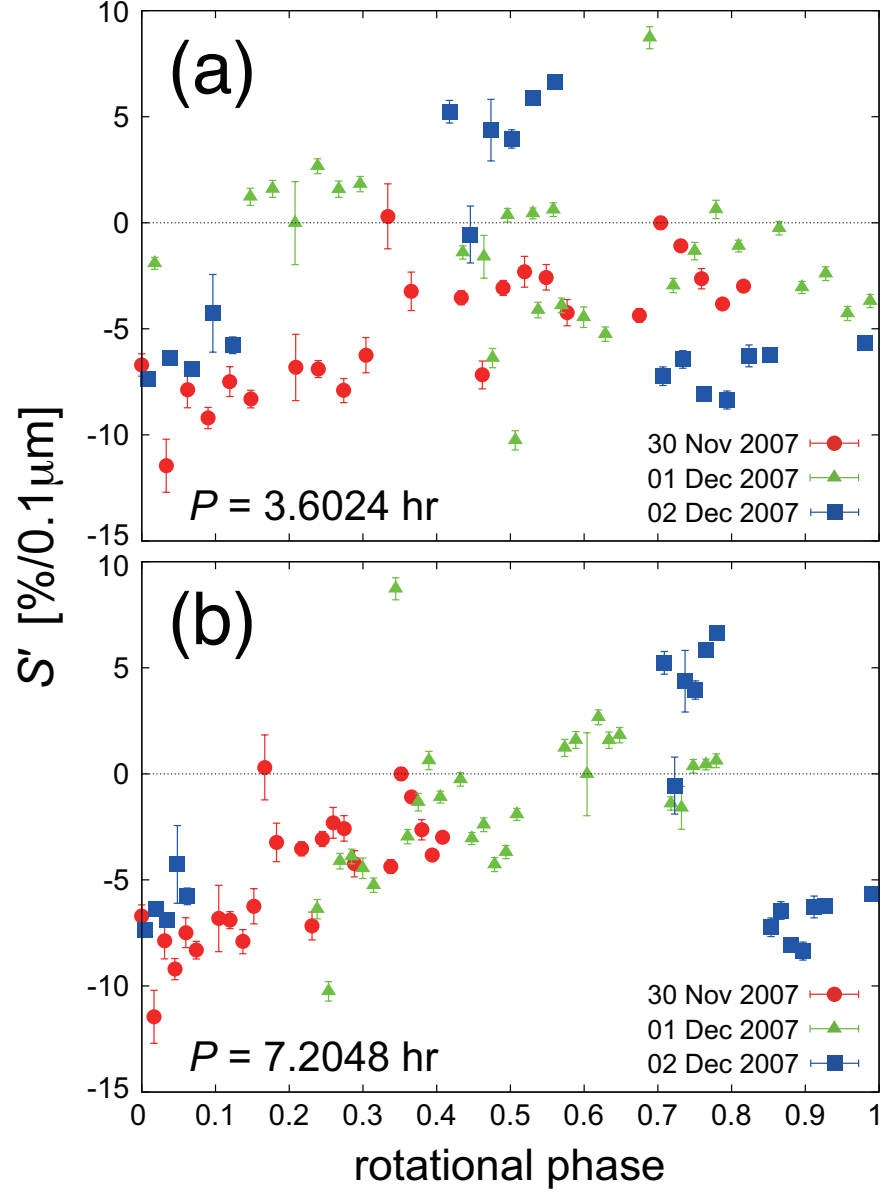 10
5
0
-5
-10
-15
(a)
30 Nov 2007
01 Dec 2007
02 Dec 2007
P = 3.6024 hr
S' [%/0.1μm]
10
5
0
-5
-10
-15
(b)
30 Nov 2007
01 Dec 2007
02 Dec 2007
P = 7.2048 hr
0 0.1 0.2 0.3 0.4 0.5 0.6 0.7 0.8 0.9 1
rotational phase